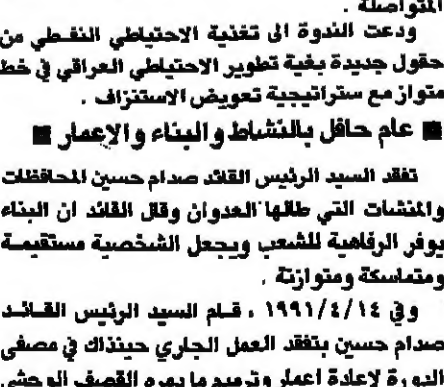 المتواصلة .
ودعت الندوة الى تغذية الاحتياطي النفطي من
حقول جديدة بغية تطوير الاحتياطي العراقي في خط
متواز مع ستراتيجية تعويض الاستنزاف .
■ عام حافل بالنشاط والبناء والإعمار ■
تفقد السيد الرئيس القائد صدام حسين المحافظات
والمنشات التي طالها العدوان وقال القائد ان البناء
يوفر الرفاهية للشعب ويجعل الشخصية مستقيمة
ومتماسكة ومتوازنة .
وفي ١٩٩١/٤/١٤ ، قام السيد الرئيس القائد
صدام حسين بتفقد العمل الجاري حينذاك في مصفى
الدورة لاعادة اعمار وترميم ما دمره القصف الوحشي